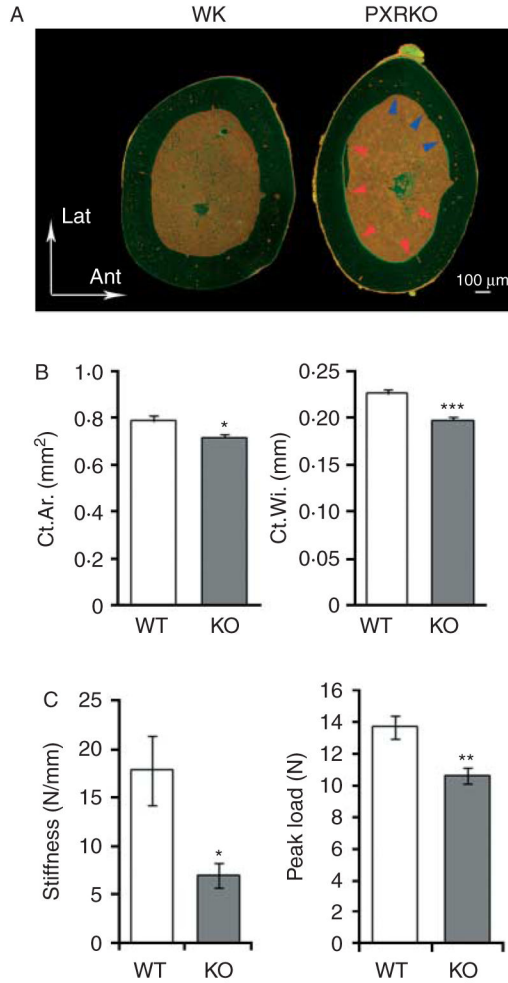 A WK PXRKO
Lat
Ant
100 μm
B
Ct.Ar. (mm²)
1·0
0·8
0·6
0·4
0·2
0
*
WT KO
Ct.Wi. (mm)
0·25
0·20
0·15
0·10
0·05
0
***
WT KO
C
Stiffness (N/mm)
25
20
15
10
5
0
*
WT KO
Peak load (N)
16
14
12
10
8
14
4
2
0
**
WT KO